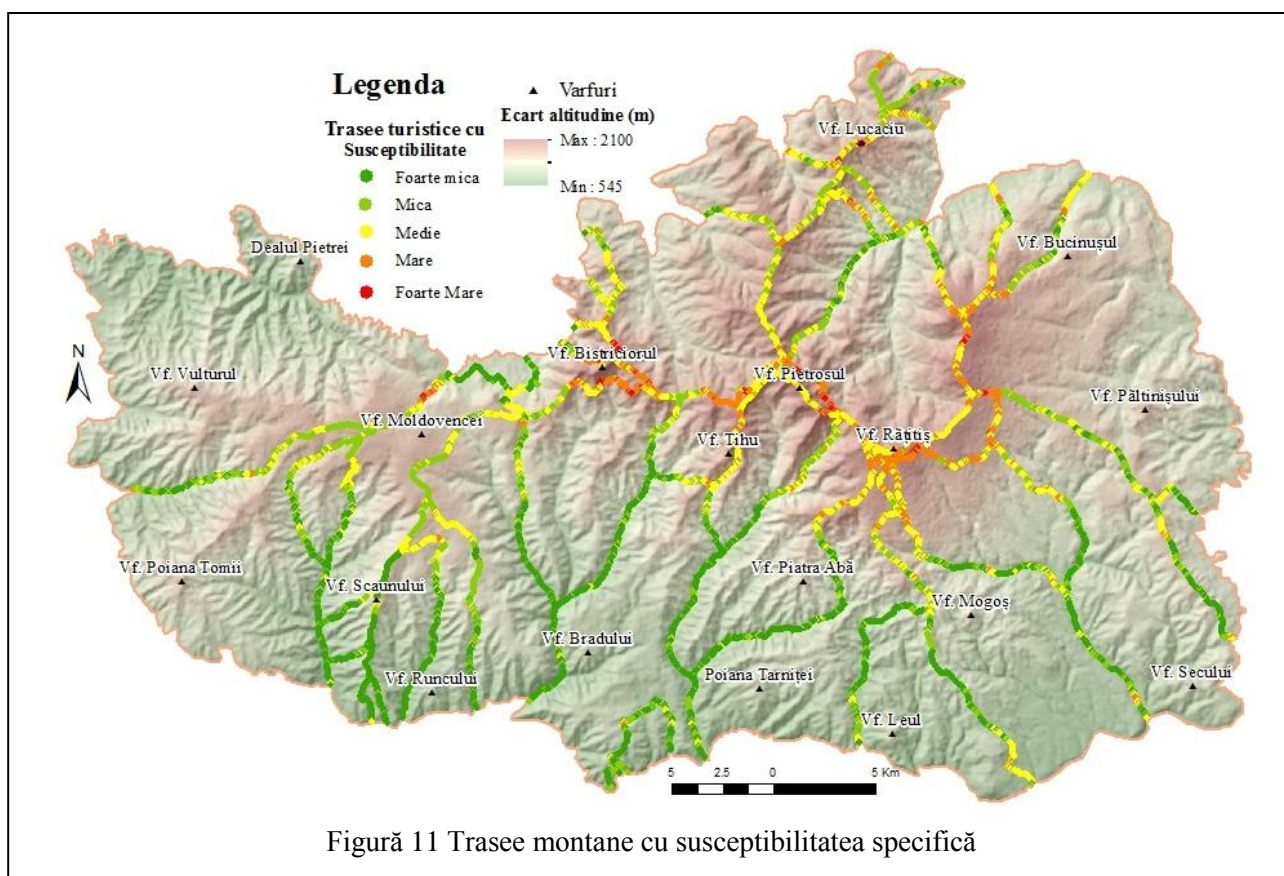 Legenda
Varfuri
Ecart altitudine (m)
Max : 2100
Min : 545
Trasee turistice cu
Susceptibilitate
Foarte mica
Mica
Medie
Mare
Foarte Mare
Vf. Lucaciu
Dealul Pietrei
Vf. Bucinușul
N
Vf. Bistriciorul
Vf. Vulturul
Vf. Pietrosul
Vf. Păltinișului
Vf. Moldovencei
Vf. Tihu
Vf. Rățitiș
Vf. Poiana Tomii
Vf. Scaunului
Vf. Piatra Abă
Vf. Mogoș
Vf. Bradului
Vf. Runcului
Poiana Tarniței
Vf. Secului
Vf. Leul
5 2.5 0 5 Km
Figură 11 Trasee montane cu susceptibilitatea specifică